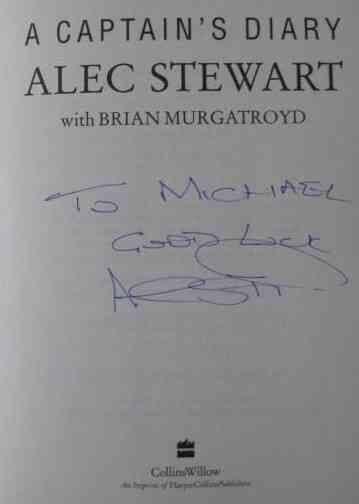 A CAPTAIN'S DIARY
ALEC STEWART
with BRIAN MURGATROYD
To MICHAEL
GOOD LUCK
CollinsWillow
An Imprint of HarperCollinsPublishers